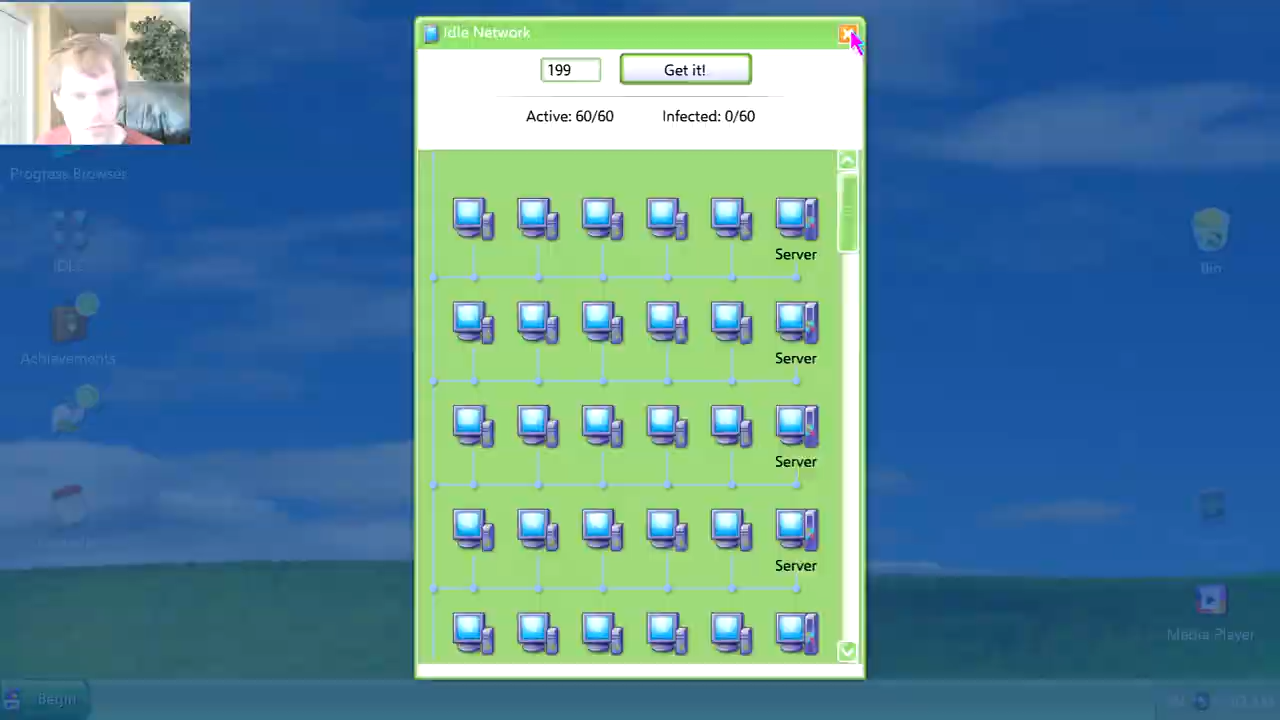 Idle Network
199
Get it!
Active: 60/60
Infected: 0/60
Progress Browser
Server
Bin
Server
Achievements
Server
Server
Media Player
Begin